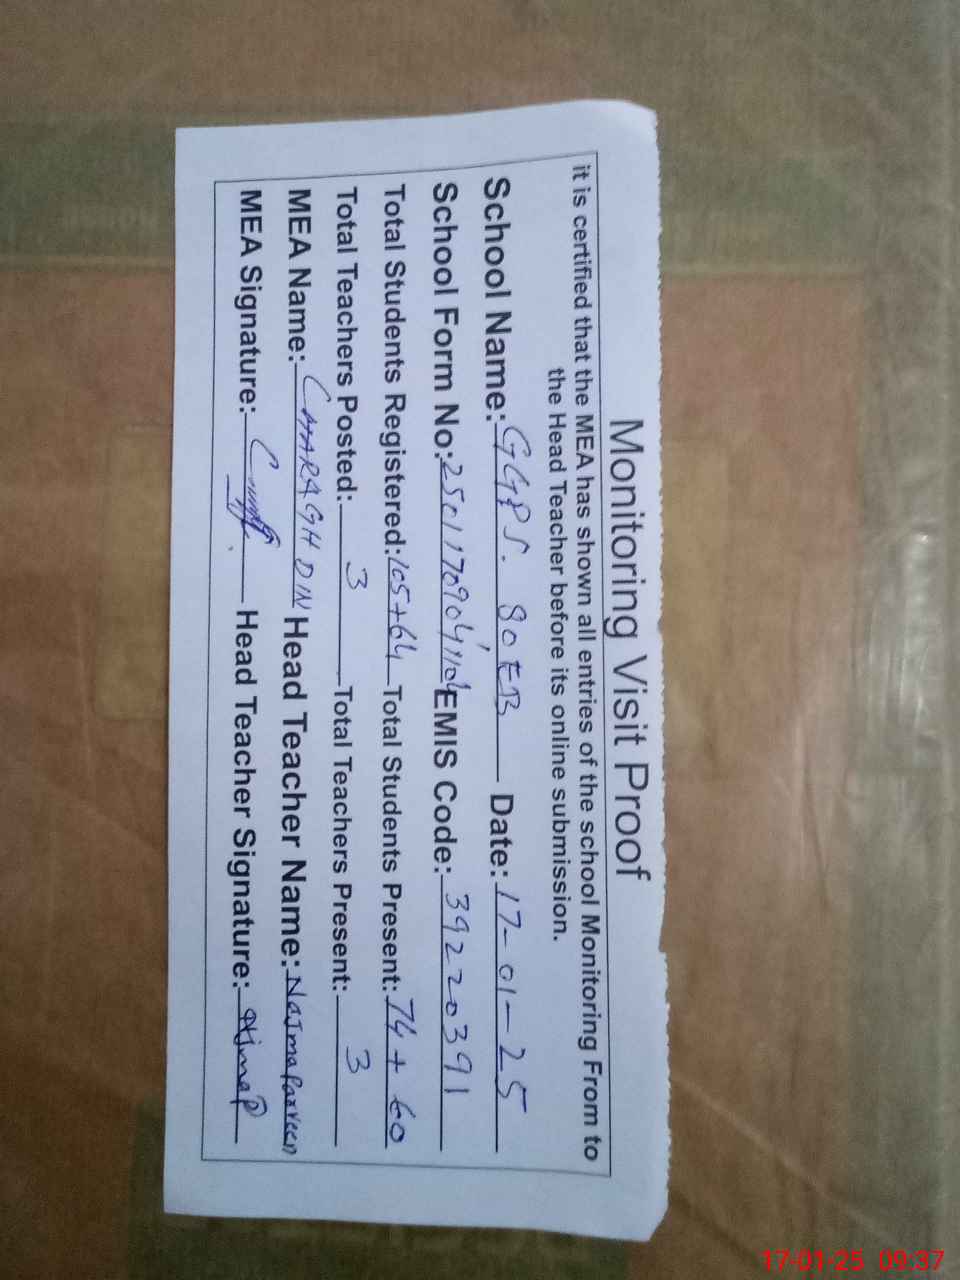 Monitoring Visit Proof
it is certified that the MEA has shown all entries of the school Monitoring From to
the Head Teacher before its online submission.
School Name: GGPS. 80 EB Date: 17-01-25
School Form No: EMIS Code: 39220391
Total Students Registered: 105+64 Total Students Present: 74+60
Total Teachers Posted: 3 Total Teachers Present: 3
MEA Name: CHARAGH DIN Head Teacher Name: Najma Parveen
MEA Signature: Head Teacher Signature: Njma P
17-01-25 09:37